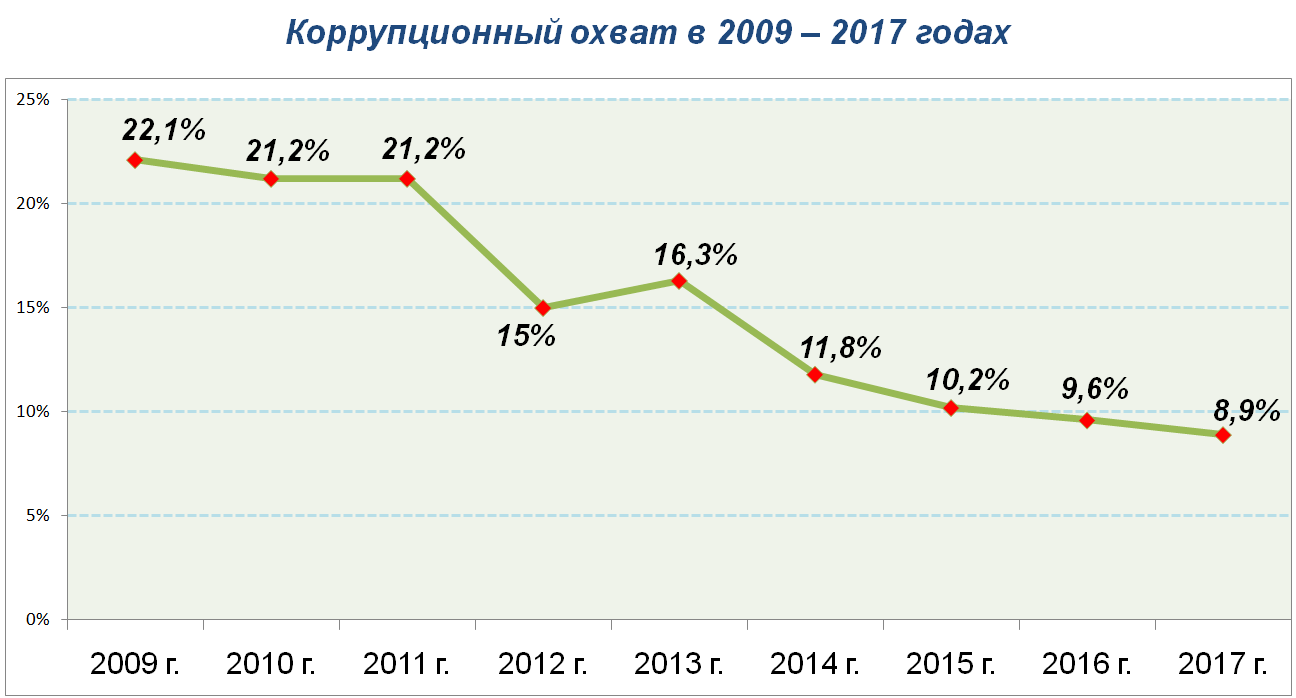 Коррупционный охват в 2009 – 2017 годах
25%
20%
15%
10%
5%
0%
22,1%
21,2%
21,2%
15%
16,3%
11,8%
10,2%
9,6%
8,9%
2009 г.
2010 г.
2011 г.
2012 г.
2013 г.
2014 г.
2015 г.
2016 г.
2017 г.